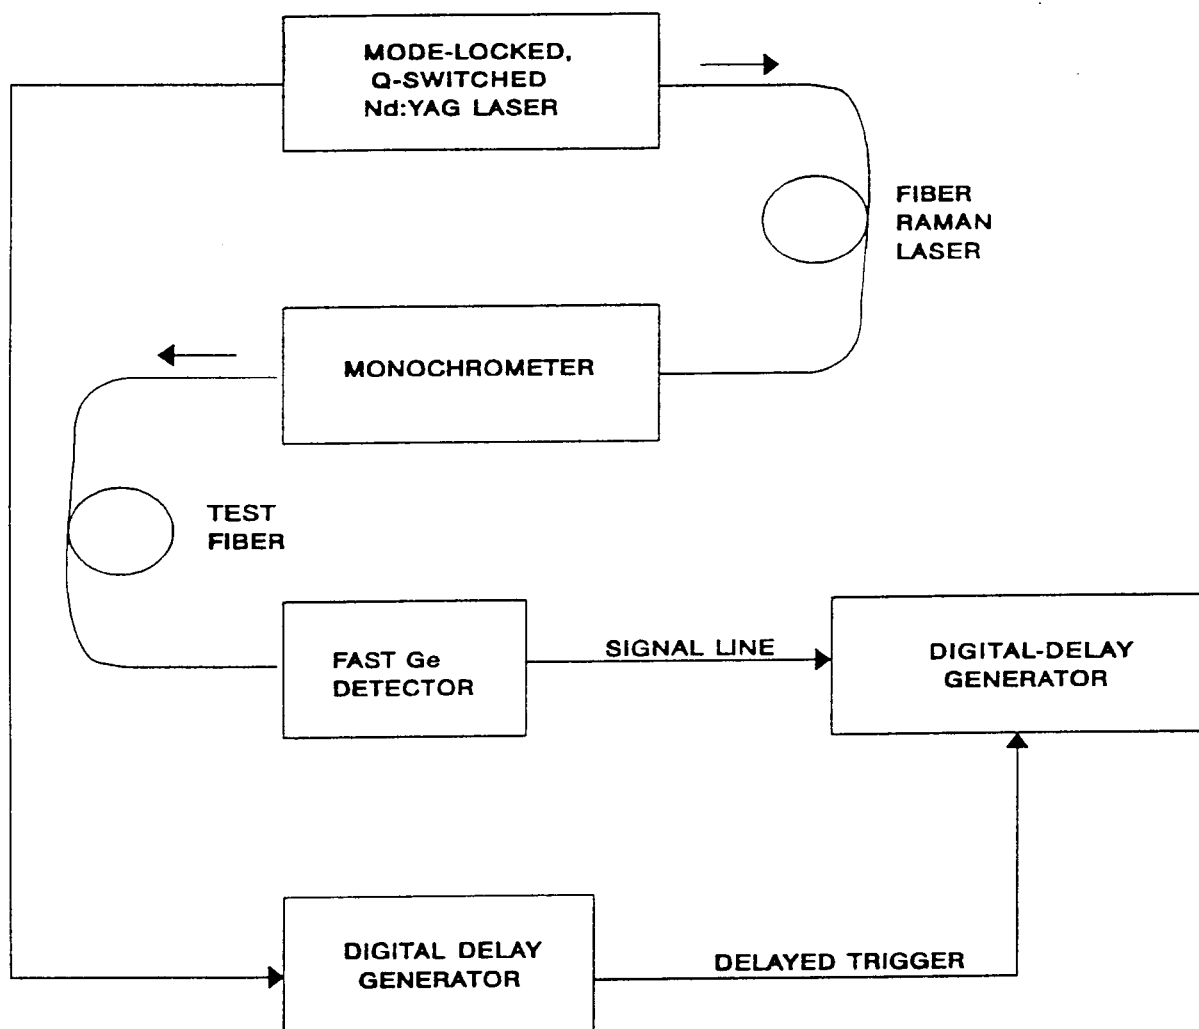 MODE-LOCKED,
Q-SWITCHED
Nd:YAG LASER
FIBER
RAMAN
LASER
MONOCHROMETER
TEST
FIBER
FAST Ge
DETECTOR
SIGNAL LINE
DIGITAL-DELAY
GENERATOR
DIGITAL DELAY
GENERATOR
DELAYED TRIGGER